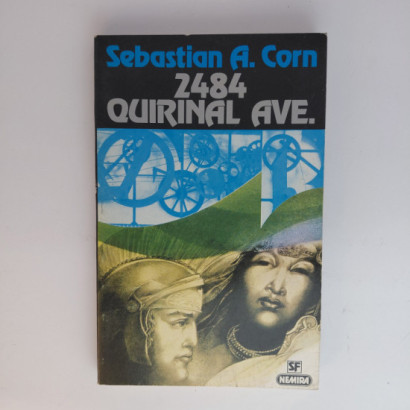 Sebastian A. Corn
2484
QUIRINAL AVE.
SF
NEMIRA